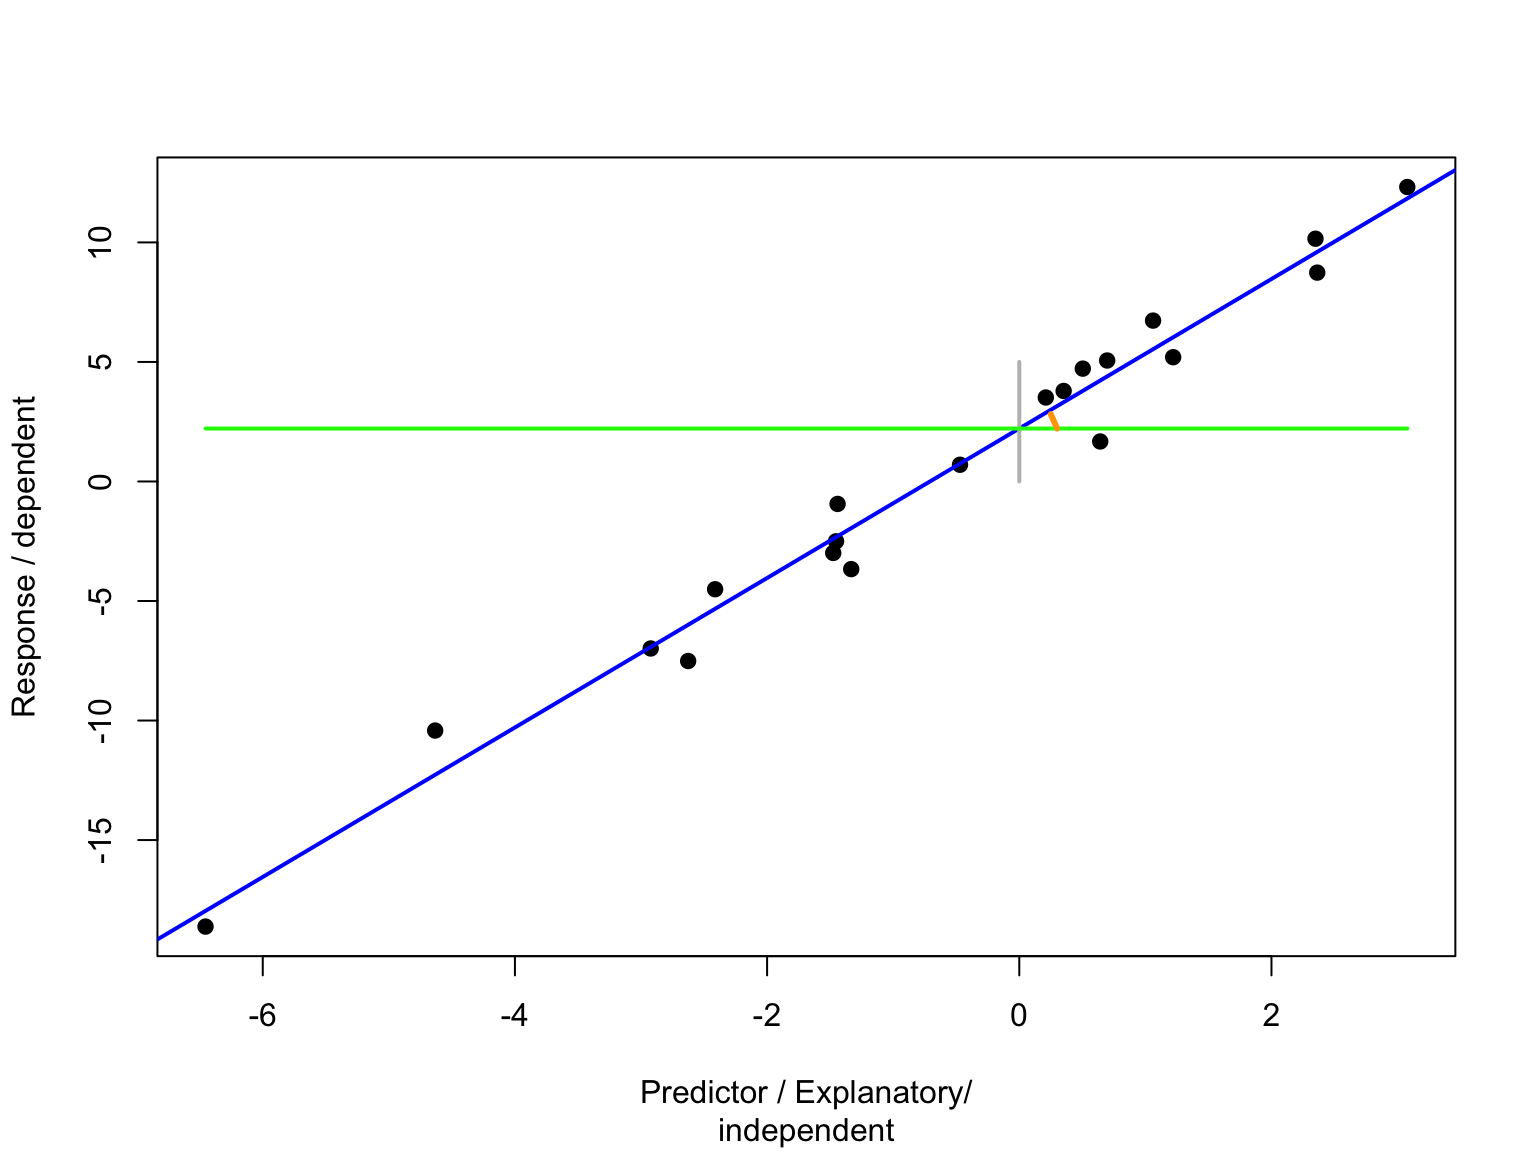 Response / dependent
10
5
0
-5
-10
-15
-6 -4 -2 0 2
Predictor / Explanatory/
independent